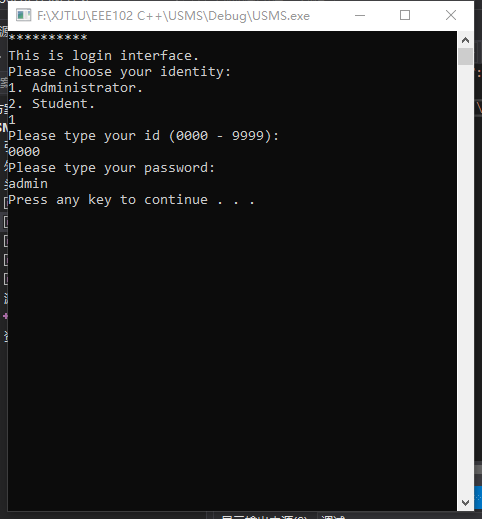 F:\XJTLU\EEE102 C++\USMS\Debug\USMS.exe
**********
This is login interface.
Please choose your identity:
1. Administrator.
2. Student.
1
Please type your id (0000 - 9999):
0000
Please type your password:
admin
Press any key to continue . . .